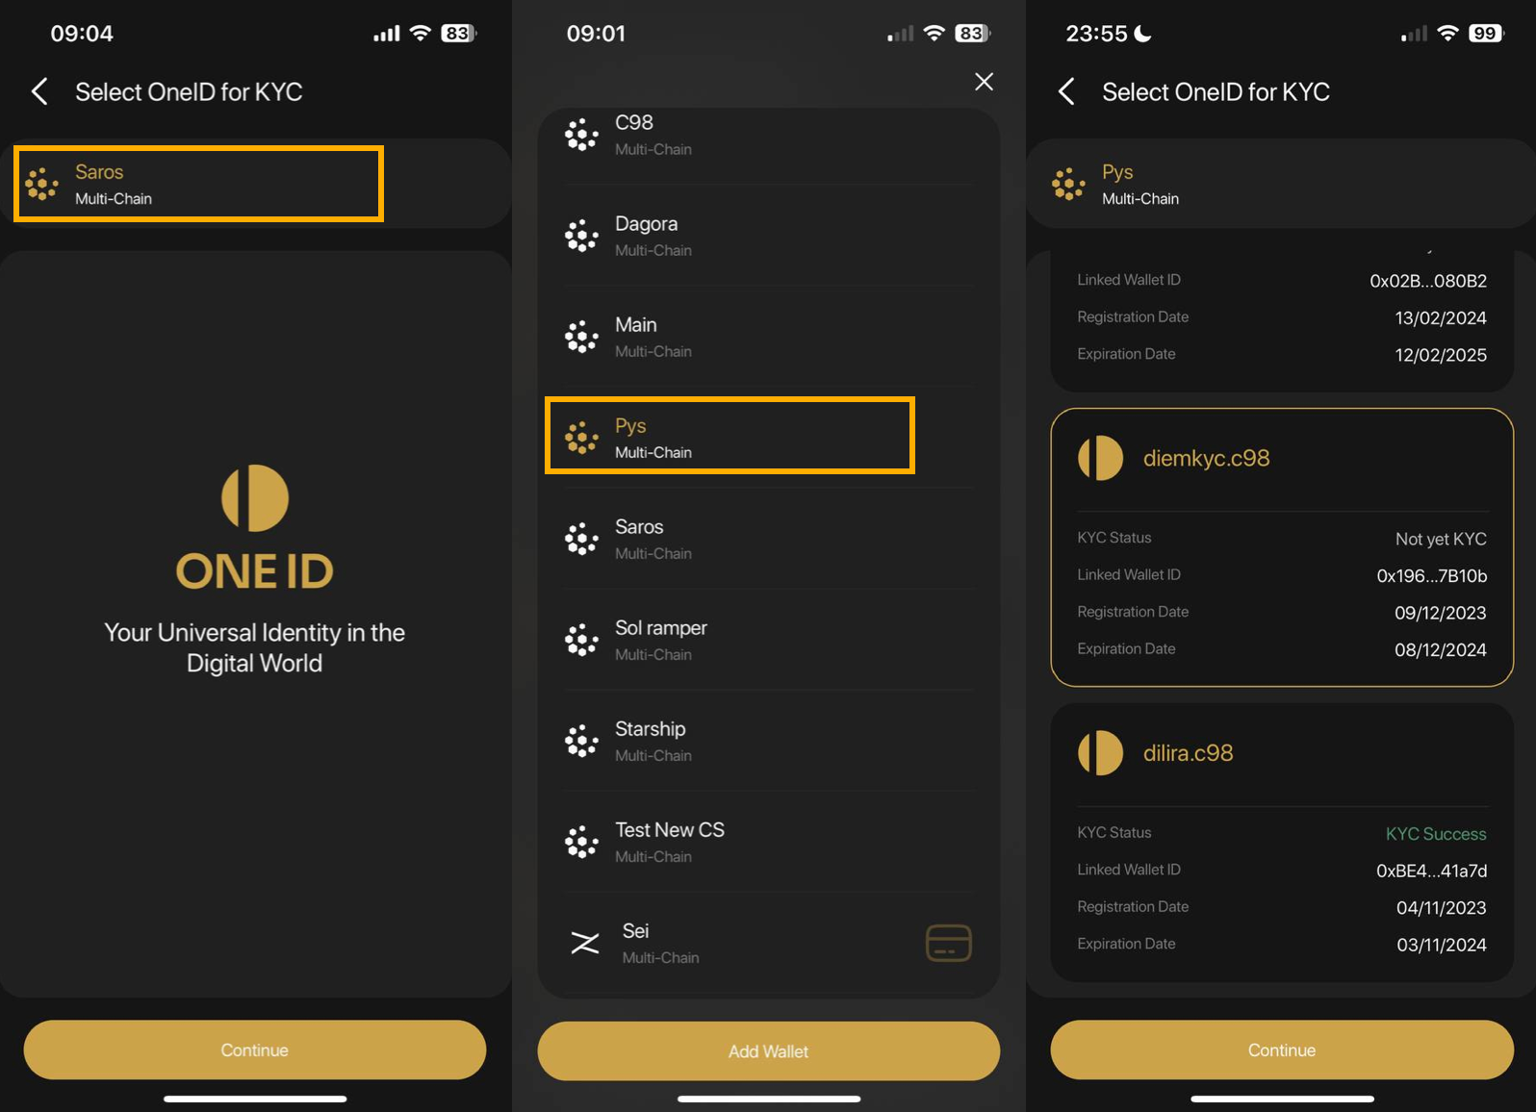 09:04
83
Select OneID for KYC
Saros
Multi-Chain
ONE ID
Your Universal Identity in the
Digital World
Continue
09:01
83
C98
Multi-Chain
Dagora
Multi-Chain
Main
Multi-Chain
Pys
Multi-Chain
Saros
Multi-Chain
Sol ramper
Multi-Chain
Starship
Multi-Chain
Test New CS
Multi-Chain
Sei
Multi-Chain
Add Wallet
23:55
99
Select OneID for KYC
Pys
Multi-Chain
Linked Wallet ID 0x02B...080B2
Registration Date 13/02/2024
Expiration Date 12/02/2025
diemkyc.c98
KYC Status Not yet KYC
Linked Wallet ID 0x196...7B10b
Registration Date 09/12/2023
Expiration Date 08/12/2024
dilira.c98
KYC Status KYC Success
Linked Wallet ID 0xBE4...41a7d
Registration Date 04/11/2023
Expiration Date 03/11/2024
Continue